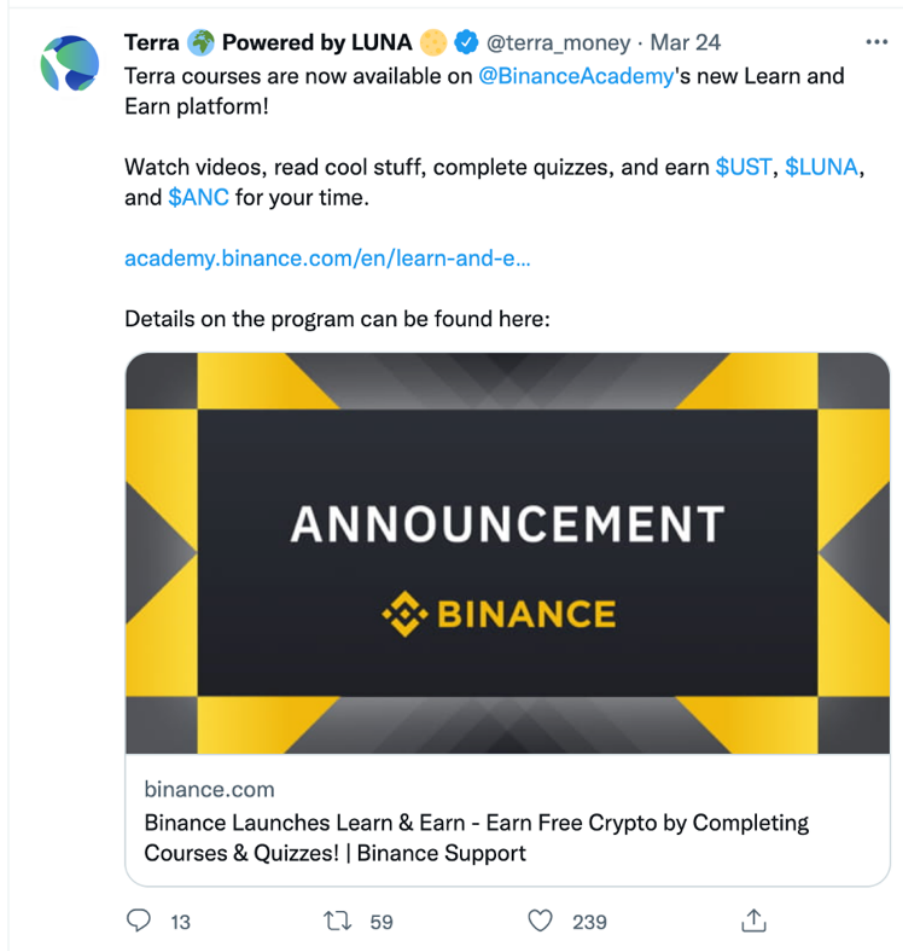 Terra 🌍 Powered by LUNA 🌕 @terra_money · Mar 24
Terra courses are now available on @BinanceAcademy's new Learn and
Earn platform!
Watch videos, read cool stuff, complete quizzes, and earn $UST, $LUNA,
and $ANC for your time.
academy.binance.com/en/learn-and-e…
Details on the program can be found here:
ANNOUNCEMENT
BINANCE
binance.com
Binance Launches Learn & Earn - Earn Free Crypto by Completing
Courses & Quizzes! | Binance Support
13 59 239